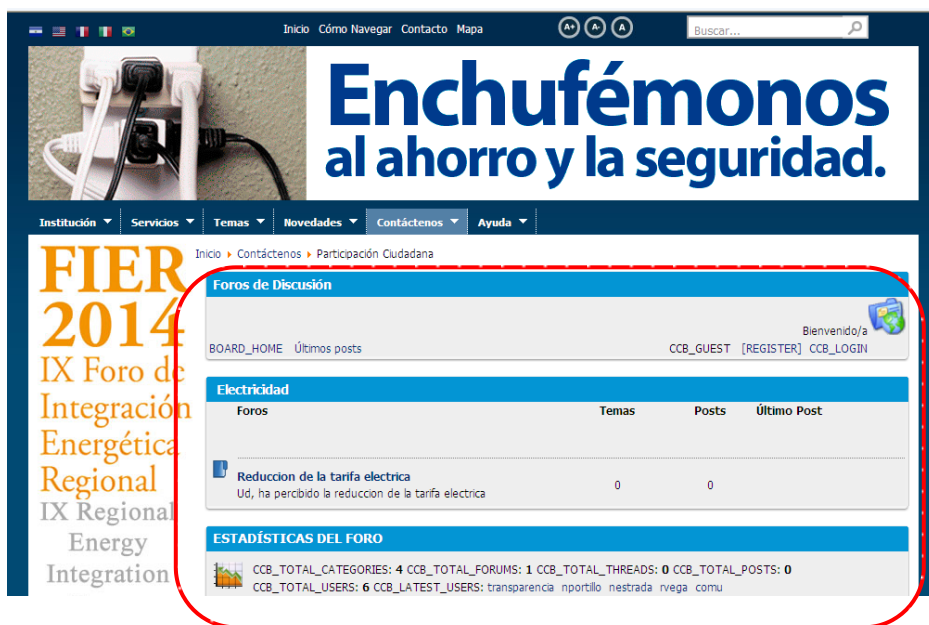 Inicio Cómo Navegar Contacto Mapa A+ A- A Buscar...
Enchufémonos
al ahorro y la seguridad.
Institución Servicios Temas Novedades Contáctenos Ayuda
Inicio Contáctenos Participación Ciudadana
FIER
2014
IX Foro de
Integración
Energética
Regional
IX Regional
Energy
Integration
Foros de Discusión
Bienvenido/a
BOARD_HOME Últimos posts CCB_GUEST [REGISTER] CCB_LOGIN
Electricidad
Foros Temas Posts Último Post
Reduccion de la tarifa electrica
Ud, ha percibido la reduccion de la tarifa electrica 0 0
ESTADÍSTICAS DEL FORO
CCB_TOTAL_CATEGORIES: 4 CCB_TOTAL_FORUMS: 1 CCB_TOTAL_THREADS: 0 CCB_TOTAL_POSTS: 0
CCB_TOTAL_USERS: 6 CCB_LATEST_USERS: transparencia nportillo nestrada rvega comu